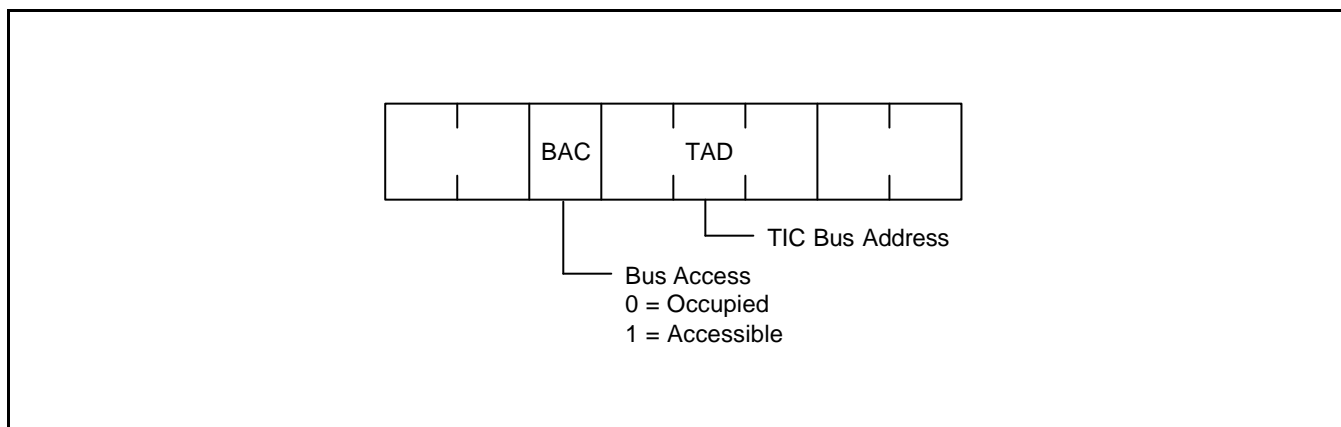 BAC TAD
TIC Bus Address
Bus Access
0 = Occupied
1 = Accessible